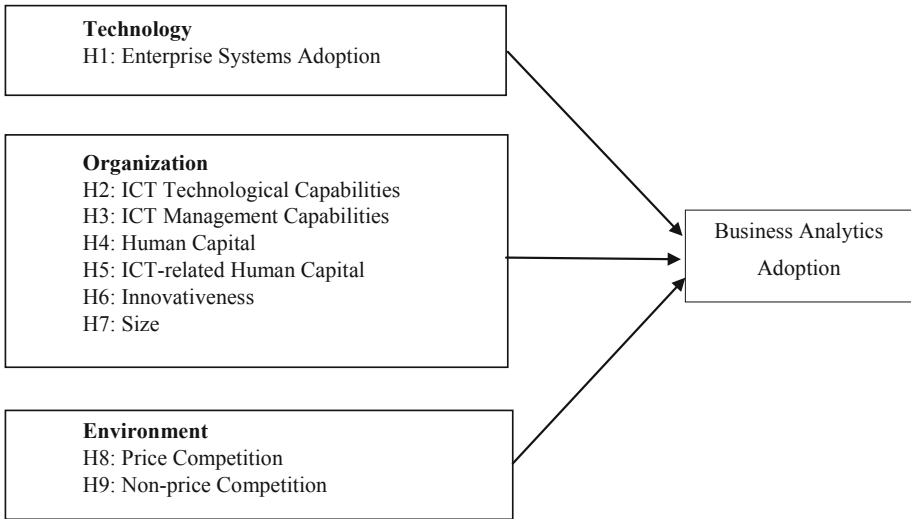 Technology
H1: Enterprise Systems Adoption
Organization
H2: ICT Technological Capabilities
H3: ICT Management Capabilities
H4: Human Capital
H5: ICT-related Human Capital
H6: Innovativeness
H7: Size
Business Analytics
Adoption
Environment
H8: Price Competition
H9: Non-price Competition